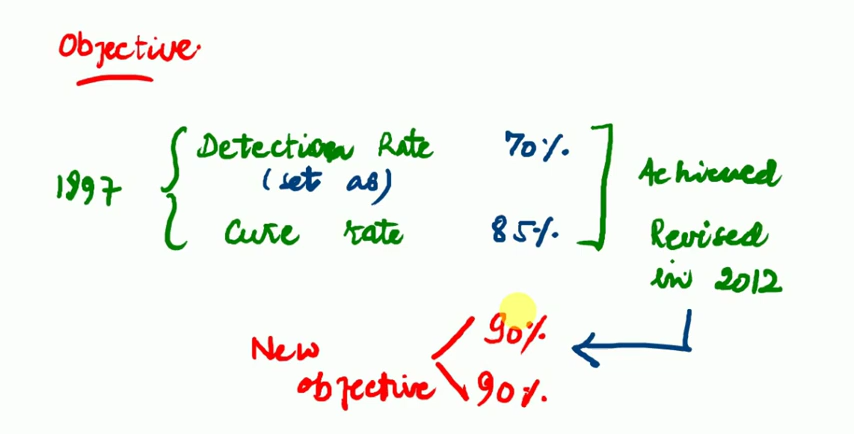 Objective.
1997
Detection Rate 70%.
(set as)
Cure rate 85%.
Achieved
Revised
in 2012
New
objective
90%
90%.